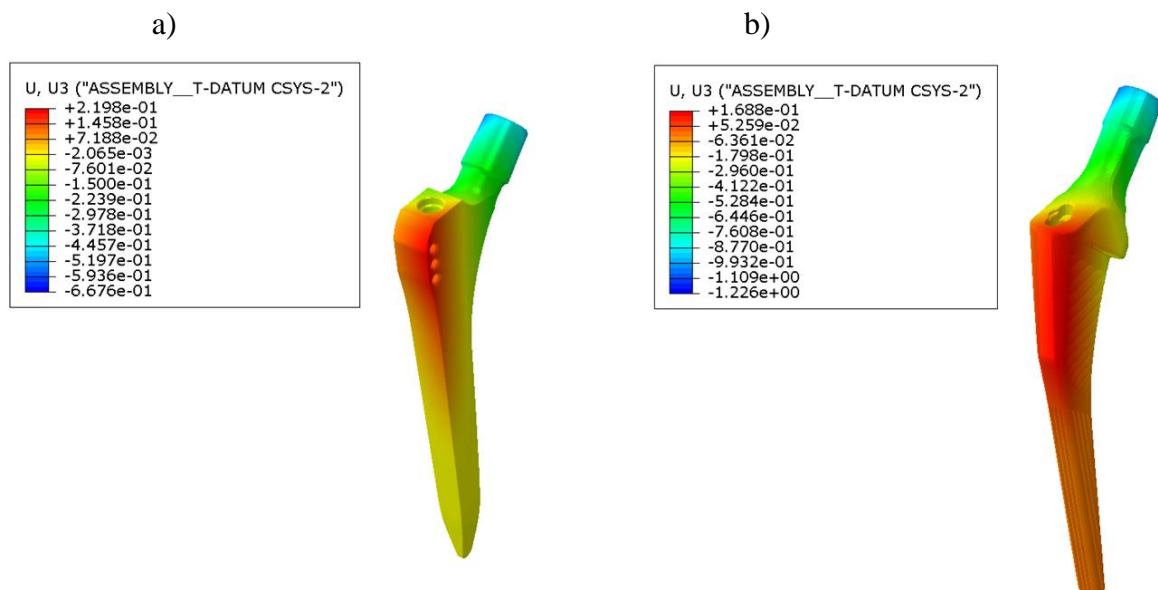 a)
b)
U, U3 ("ASSEMBLY__T-DATUM CSYS-2")
+2.198e-01
+1.458e-01
+7.188e-02
-2.065e-03
-7.601e-02
-1.500e-01
-2.239e-01
-2.978e-01
-3.718e-01
-4.457e-01
-5.197e-01
-5.936e-01
-6.676e-01
U, U3 ("ASSEMBLY__T-DATUM CSYS-2")
+1.688e-01
+5.259e-02
-6.361e-02
-1.798e-01
-2.960e-01
-4.122e-01
-5.284e-01
-6.446e-01
-7.608e-01
-8.770e-01
-9.932e-01
-1.109e+00
-1.226e+00